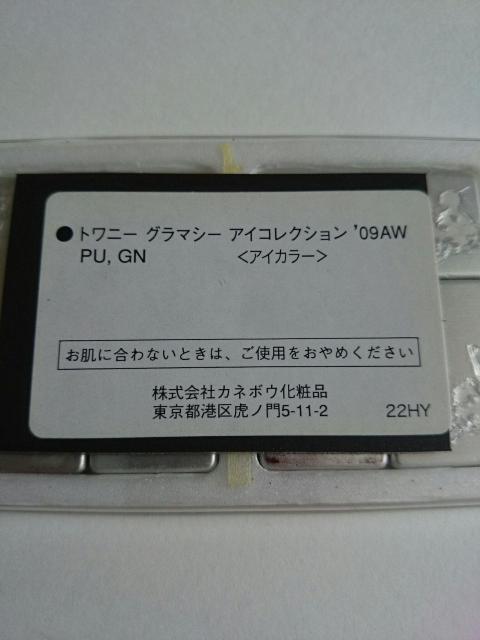 ●トワニー グラマシー アイコレクション '09AW
PU, GN <アイカラー>
お肌に合わないときは、ご使用をおやめください
株式会社カネボウ化粧品
東京都港区虎ノ門5-11-2
22HY